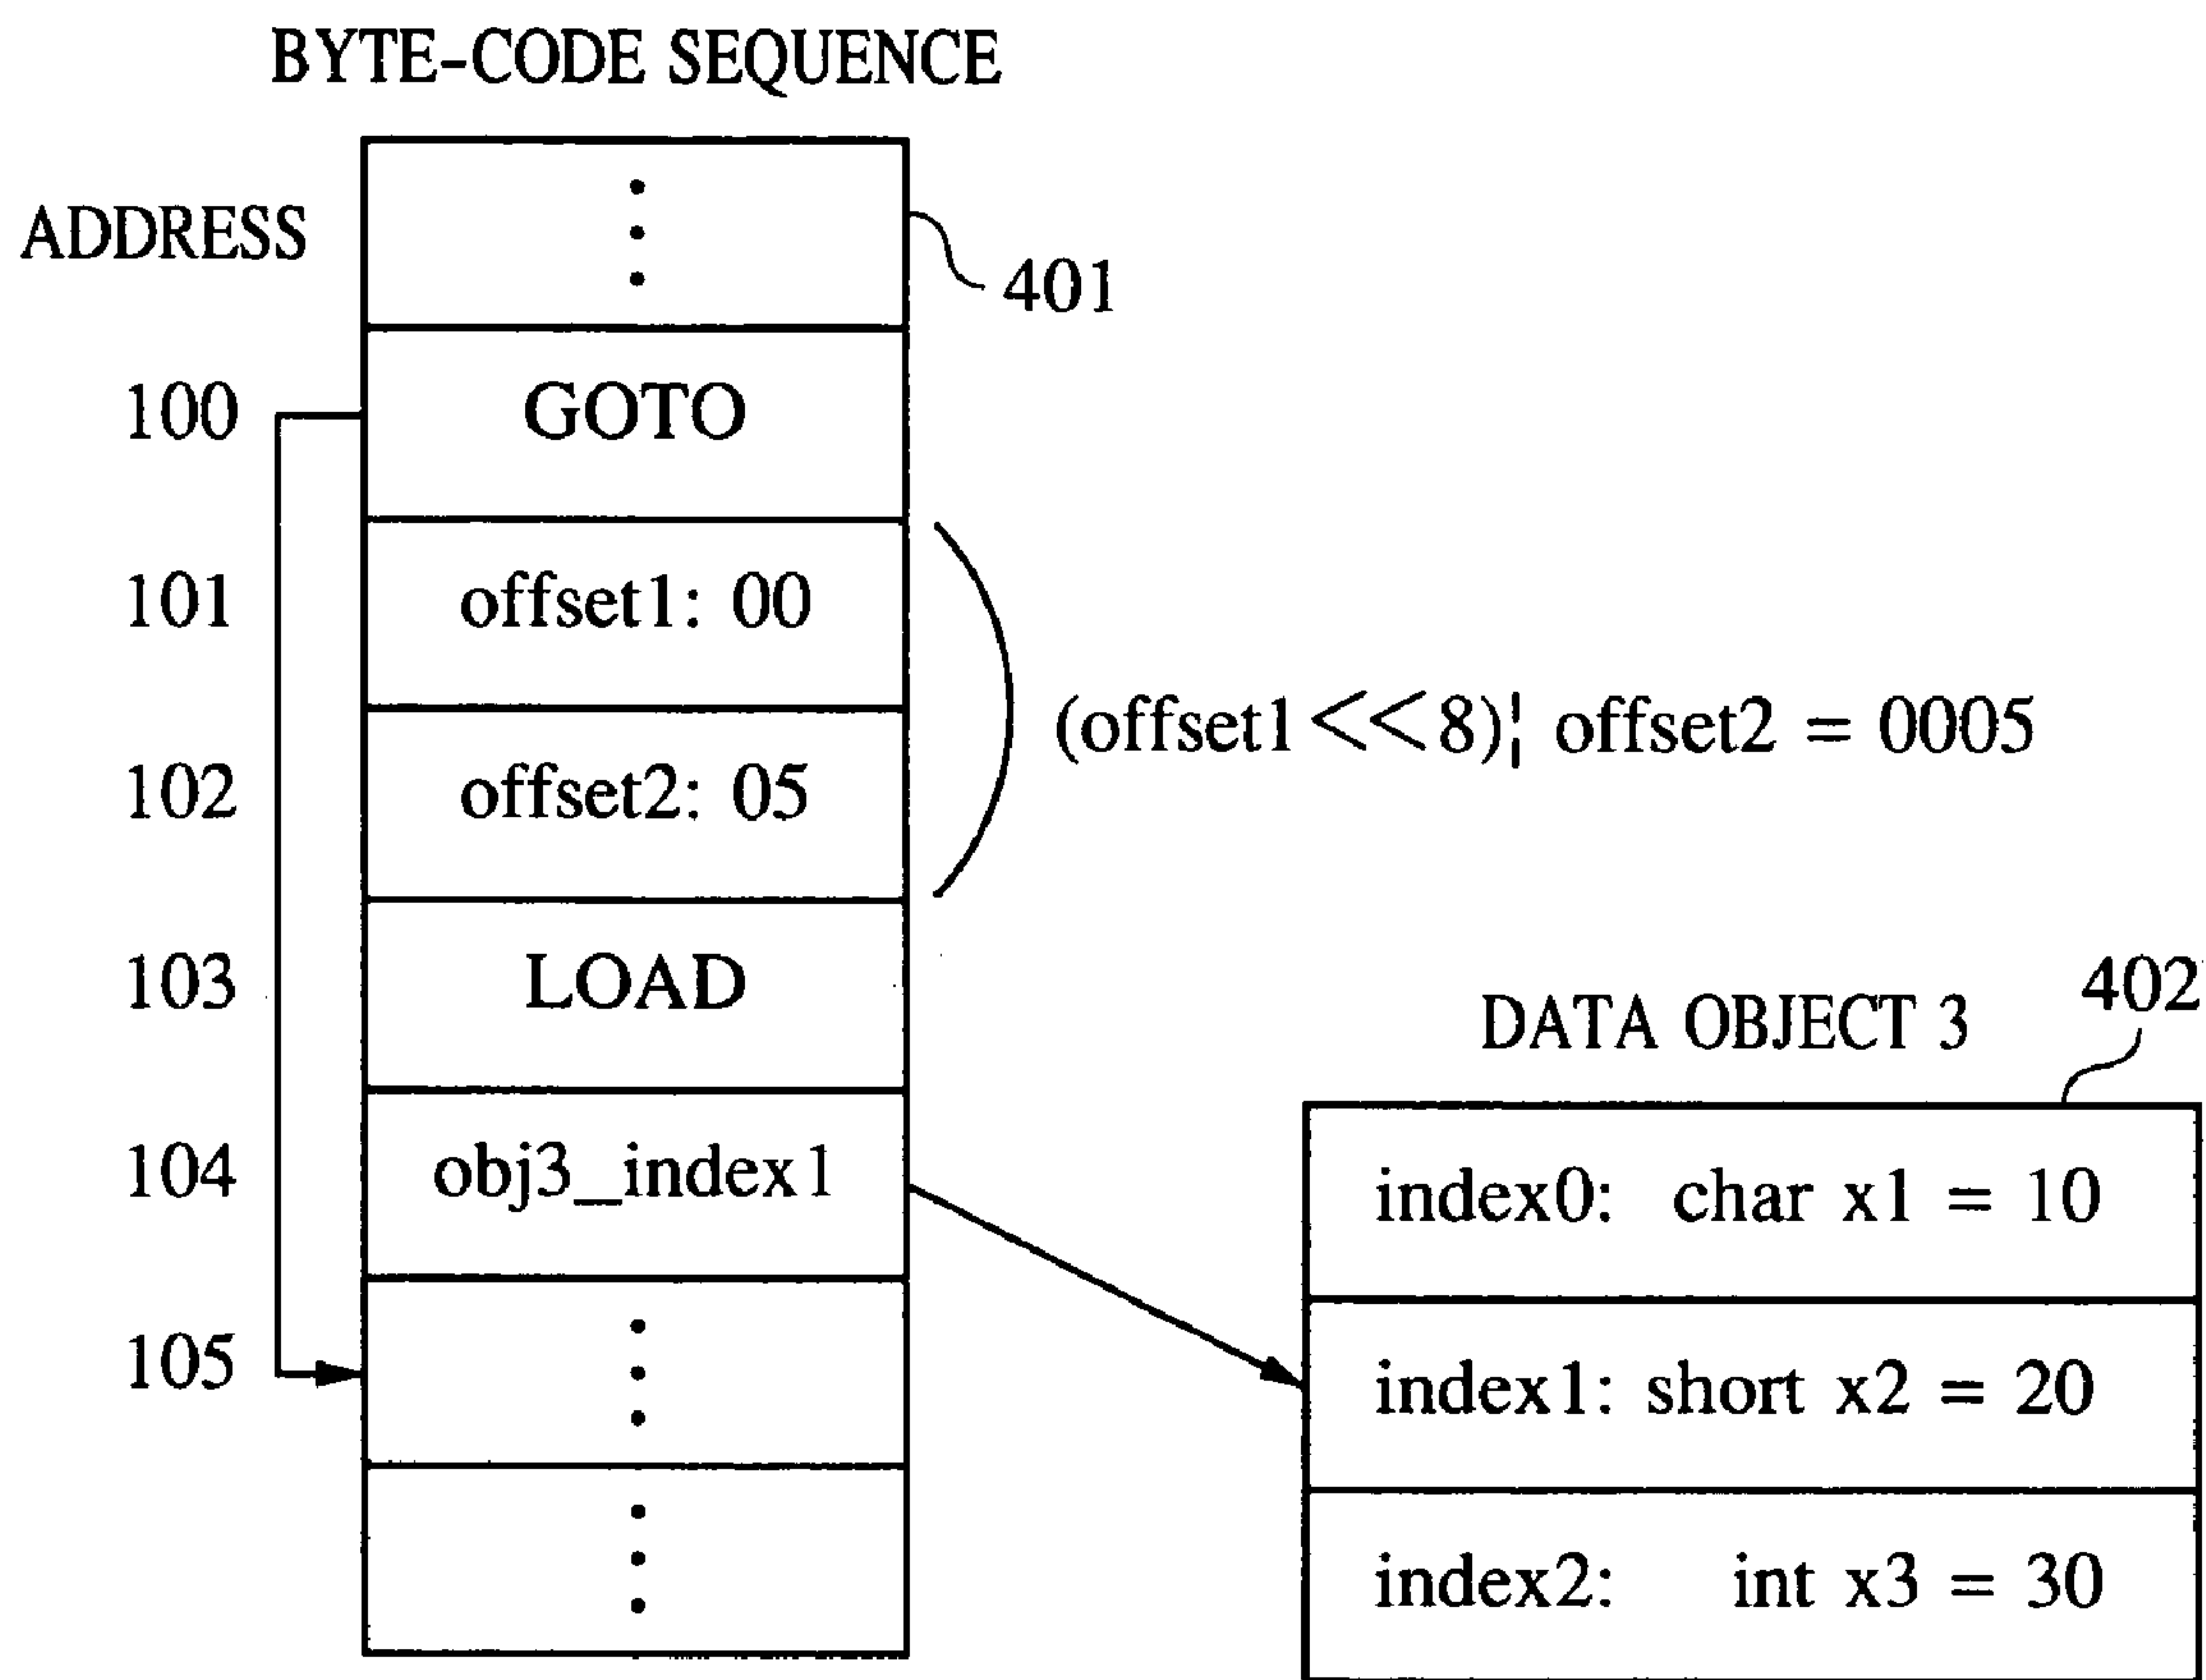 BYTE-CODE SEQUENCE
ADDRESS
401
100 GOTO
101 offset1: 00
102 offset2: 05
(offset1<<8)¦ offset2 = 0005
103 LOAD
104 obj3_index1
105
DATA OBJECT 3
402
index0: char x1 = 10
index1: short x2 = 20
index2: int x3 = 30